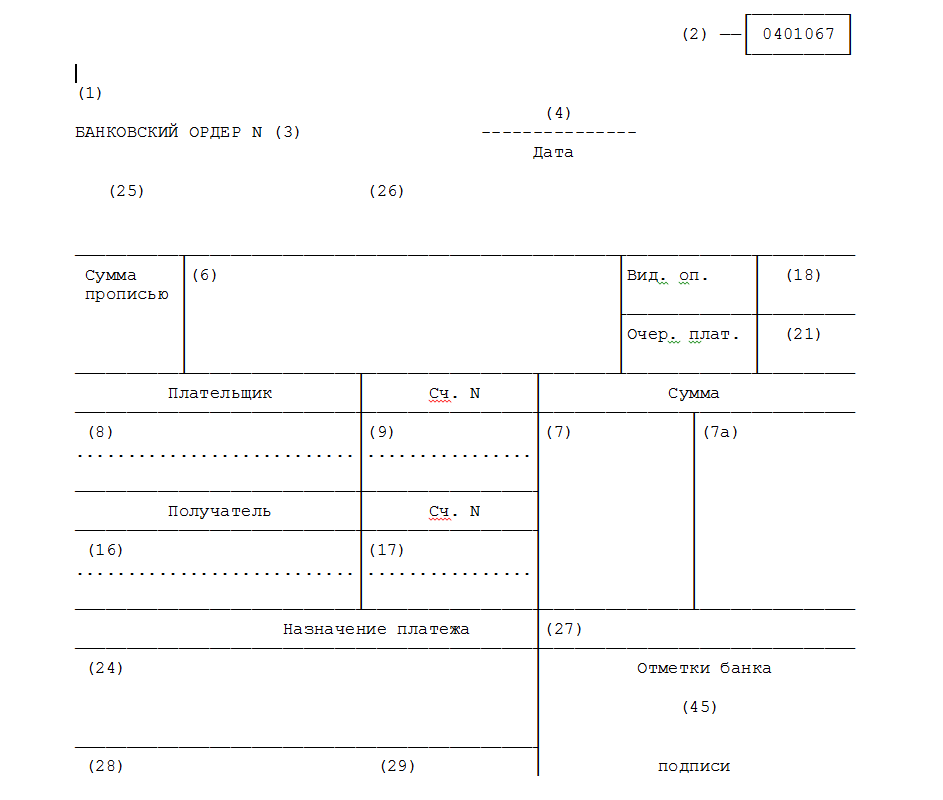 (2) —— 0401067
(1)
(4)
БАНКОВСКИЙ ОРДЕР N (3) ---------------
Дата
(25) (26)
Сумма (6) Вид. оп. (18)
прописью
Очер. плат. (21)
Плательщик Сч. N Сумма
(8) (9) (7) (7а)
........................... ................
Получатель Сч. N
(16) (17)
........................... ................
Назначение платежа (27)
(24) Отметки банка
(45)
(28) (29) подписи